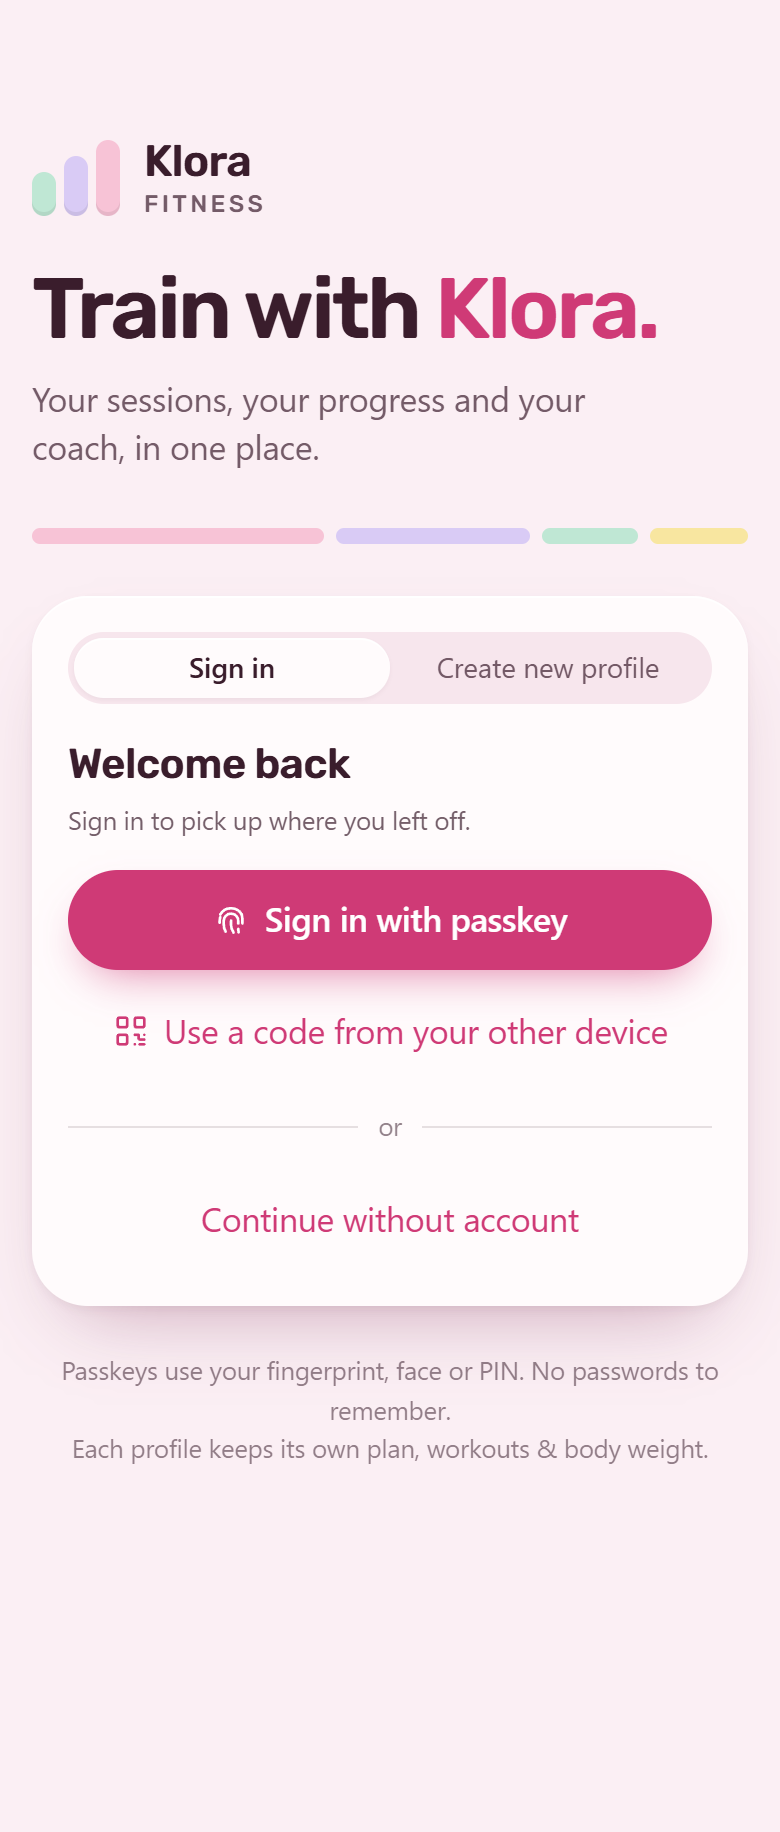 Klora
FITNESS
Train with Klora.
Your sessions, your progress and your
coach, in one place.
Sign in
Create new profile
Welcome back
Sign in to pick up where you left off.
Sign in with passkey
Use a code from your other device
or
Continue without account
Passkeys use your fingerprint, face or PIN. No passwords to
remember.
Each profile keeps its own plan, workouts & body weight.